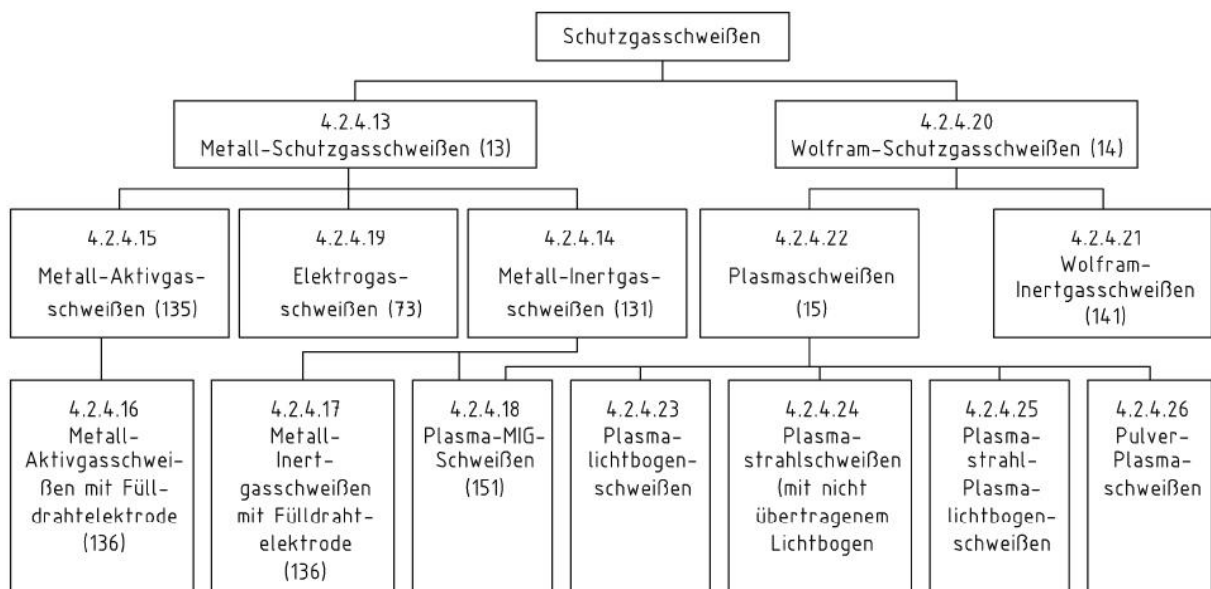 Schutzgasschweißen
4.2.4.13
Metall-Schutzgasschweißen (13)
4.2.4.20
Wolfram-Schutzgasschweißen (14)
4.2.4.15
Metall-Aktivgas-
schweißen (135)
4.2.4.19
Elektrogas-
schweißen (73)
4.2.4.14
Metall-Inertgas-
schweißen (131)
4.2.4.22
Plasmaschweißen
(15)
4.2.4.21
Wolfram-
Inertgasschweißen
(141)
4.2.4.16
Metall-
Aktivgasschwei-
ßen mit Füll-
drahtelektrode
(136)
4.2.4.17
Metall-
Inert-
gasschweißen
mit Fülldraht-
elektrode
(136)
4.2.4.18
Plasma-MIG-
Schweißen
(151)
4.2.4.23
Plasma-
lichtbogen-
schweißen
4.2.4.24
Plasma-
strahlschweißen
(mit nicht
übertragenem
Lichtbogen
4.2.4.25
Plasma-
strahl-
Plasma-
lichtbogen-
schweißen
4.2.4.26
Pulver-
Plasma-
schweißen